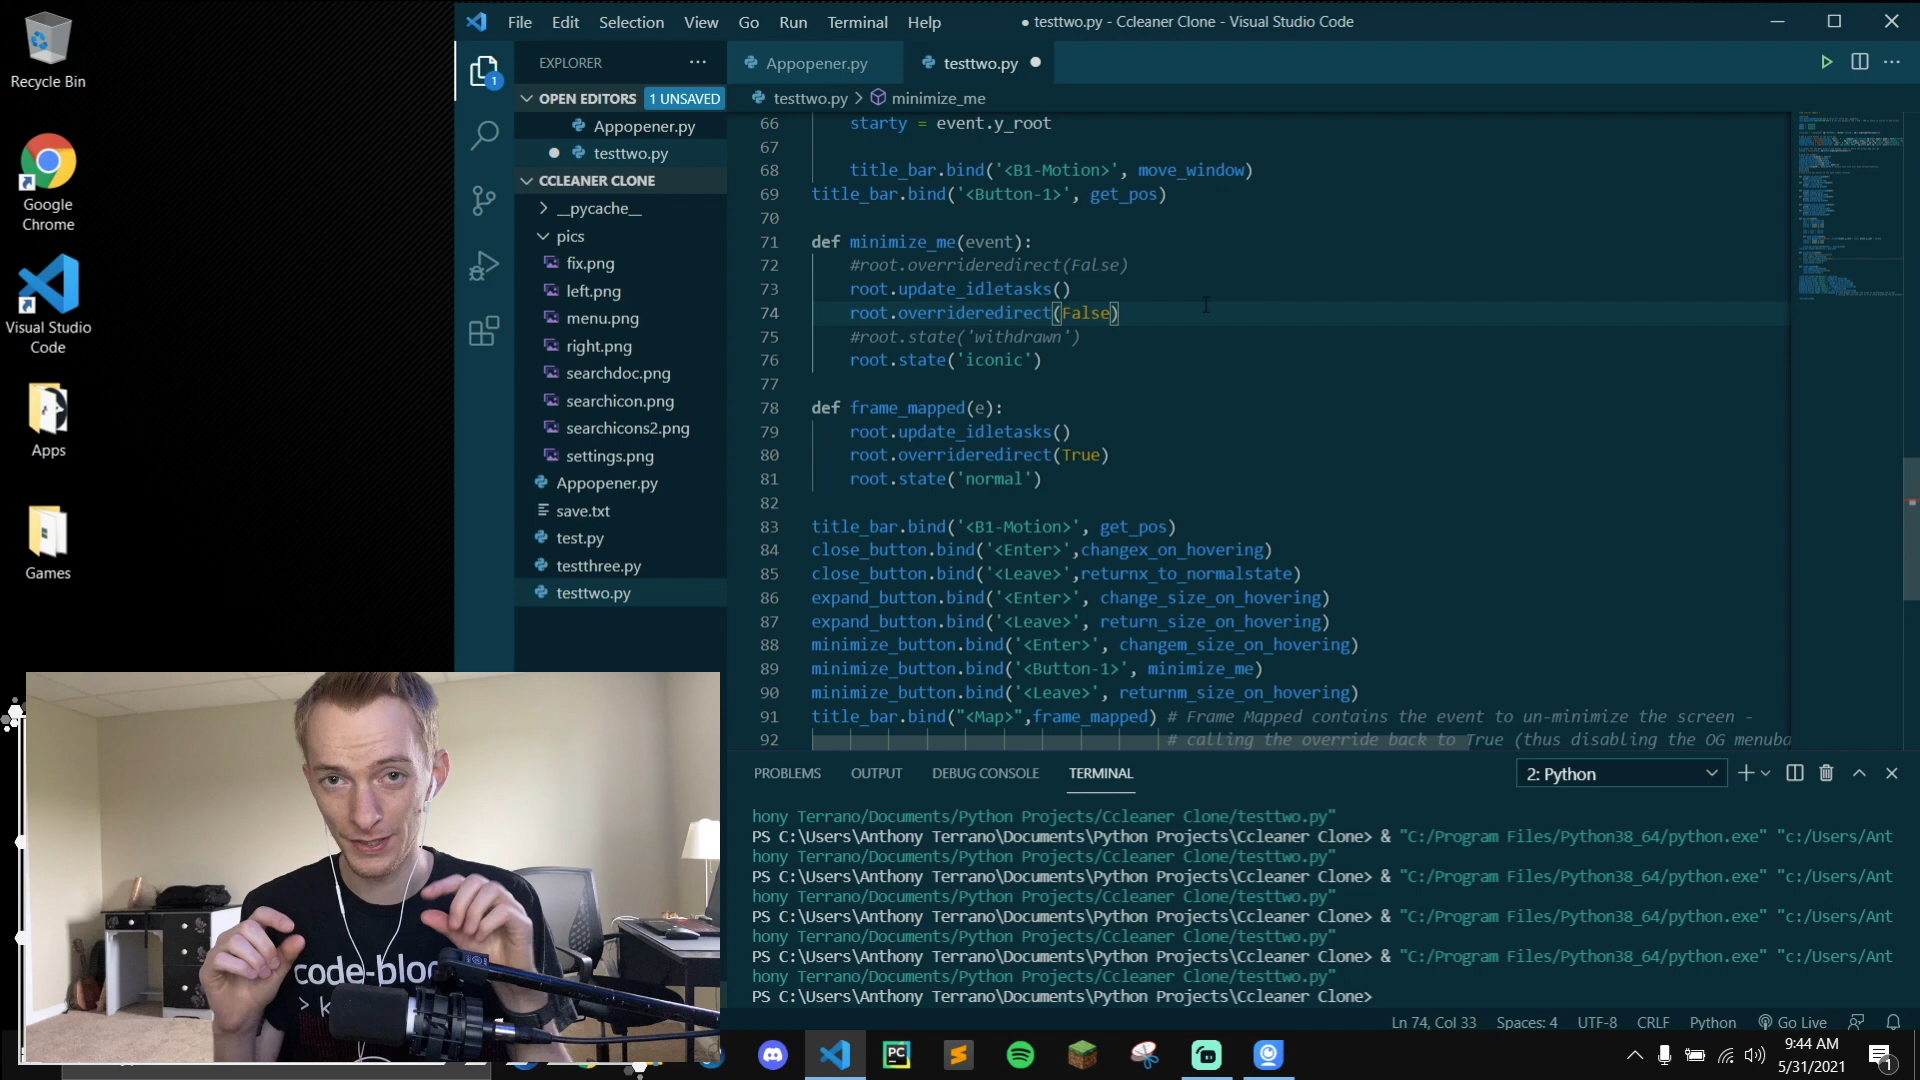 Recycle Bin
Google
Chrome
Visual Studio
Code
Apps
Games
File Edit Selection View Go Run Terminal Help
● testtwo.py - Ccleaner Clone - Visual Studio Code
EXPLORER
OPEN EDITORS 1 UNSAVED
Appopener.py
testtwo.py
CCLEANER CLONE
__pycache__
pics
fix.png
left.png
menu.png
right.png
searchdoc.png
searchicon.png
searchicons2.png
settings.png
Appopener.py
save.txt
test.py
testthree.py
testtwo.py
1
Appopener.py testtwo.py
testtwo.py > minimize_me
66 starty = event.y_root
67
68 title_bar.bind('<B1-Motion>', move_window)
69 title_bar.bind('<Button-1>', get_pos)
70
71 def minimize_me(event):
72 #root.overrideredirect(False)
73 root.update_idletasks()
74 root.overrideredirect(False)
75 #root.state('withdrawn')
76 root.state('iconic')
77
78 def frame_mapped(e):
79 root.update_idletasks()
80 root.overrideredirect(True)
81 root.state('normal')
82
83 title_bar.bind('<B1-Motion>', get_pos)
84 close_button.bind('<Enter>',changex_on_hovering)
85 close_button.bind('<Leave>',returnx_to_normalstate)
86 expand_button.bind('<Enter>', change_size_on_hovering)
87 expand_button.bind('<Leave>', return_size_on_hovering)
88 minimize_button.bind('<Enter>', changem_size_on_hovering)
89 minimize_button.bind('<Button-1>', minimize_me)
90 minimize_button.bind('<Leave>', returnm_size_on_hovering)
91 title_bar.bind("<Map>",frame_mapped) # Frame Mapped contains the event to un-minimize the screen -
92 # calling the override back to True (thus disabling the OG menuba
PROBLEMS OUTPUT DEBUG CONSOLE TERMINAL 2: Python
hony Terrano/Documents/Python Projects/Ccleaner Clone/testtwo.py"
PS C:\Users\Anthony Terrano\Documents\Python Projects\Ccleaner Clone> & "C:/Program Files/Python38_64/python.exe" "c:/Users/Ant
hony Terrano/Documents/Python Projects/Ccleaner Clone/testtwo.py"
PS C:\Users\Anthony Terrano\Documents\Python Projects\Ccleaner Clone> & "C:/Program Files/Python38_64/python.exe" "c:/Users/Ant
hony Terrano/Documents/Python Projects/Ccleaner Clone/testtwo.py"
PS C:\Users\Anthony Terrano\Documents\Python Projects\Ccleaner Clone> & "C:/Program Files/Python38_64/python.exe" "c:/Users/Ant
hony Terrano/Documents/Python Projects/Ccleaner Clone/testtwo.py"
PS C:\Users\Anthony Terrano\Documents\Python Projects\Ccleaner Clone> & "C:/Program Files/Python38_64/python.exe" "c:/Users/Ant
hony Terrano/Documents/Python Projects/Ccleaner Clone/testtwo.py"
PS C:\Users\Anthony Terrano\Documents\Python Projects\Ccleaner Clone>
Ln 74, Col 33 Spaces: 4 UTF-8 CRLF Python Go Live
code-blo
> k
PC
9:44 AM
5/31/2021
1